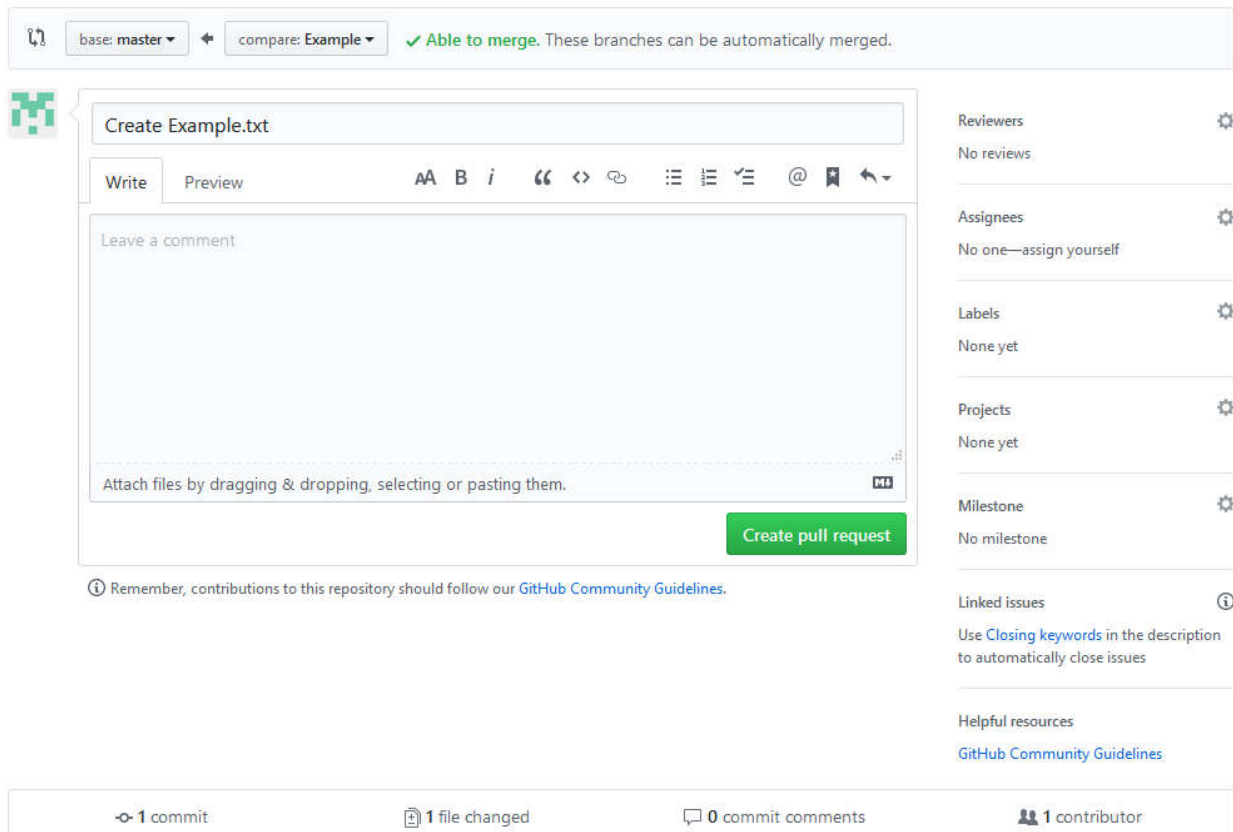 base: master compare: Example Able to merge. These branches can be automatically merged.
Create Example.txt
Write Preview AA B i
Leave a comment
Attach files by dragging & dropping, selecting or pasting them.
Create pull request
Remember, contributions to this repository should follow our GitHub Community Guidelines.
Reviewers
No reviews
Assignees
No one—assign yourself
Labels
None yet
Projects
None yet
Milestone
No milestone
Linked issues
Use Closing keywords in the description
to automatically close issues
Helpful resources
GitHub Community Guidelines
1 commit 1 file changed 0 commit comments 1 contributor